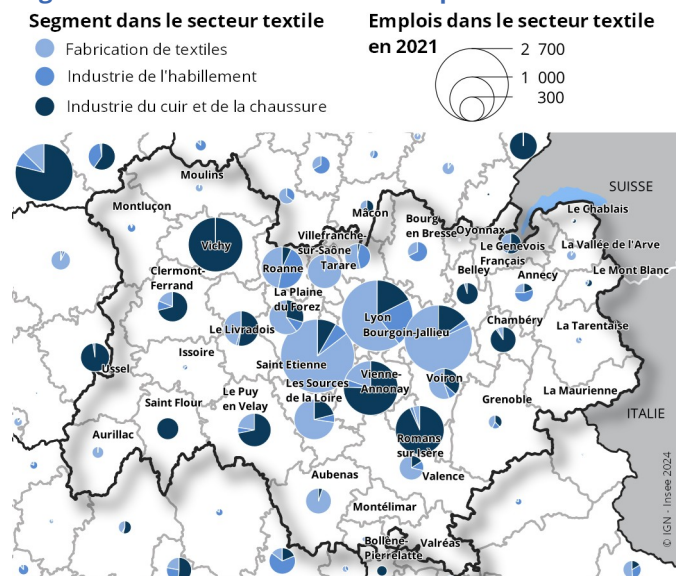 Segment dans le secteur textile
Fabrication de textiles
Industrie de l'habillement
Industrie du cuir et de la chaussure
Emplois dans le secteur textile
en 2021
2 700
1 000
300
SUISSE
Moulins
Montluçon
Mâcon
Le Chablais
Bourg
en Bresse
Oyonnax
Villefranche-
sur-Saône
Vichy
Le Genevois
Français
La Vallée de l'Arve
Roanne
Tarare
Clermont-
Ferrand
Belley
Annecy
Le Mont Blanc
La Plaine
du Forez
Lyon
Le Livradois
Bourgoin-Jallieu
Chambéry
La Tarentaise
Issoire
Saint Etienne
Ussel
Vienne-
Annonay
Voiron
Les Sources
de la Loire
Le Puy
en Velay
La Maurienne
Saint Flour
Grenoble
ITALIE
Aurillac
Romans
sur-Isère
Aubenas
Valence
Montélimar
Bollène-
Pierrelatte
Valréas
© IGN - Insee 2024